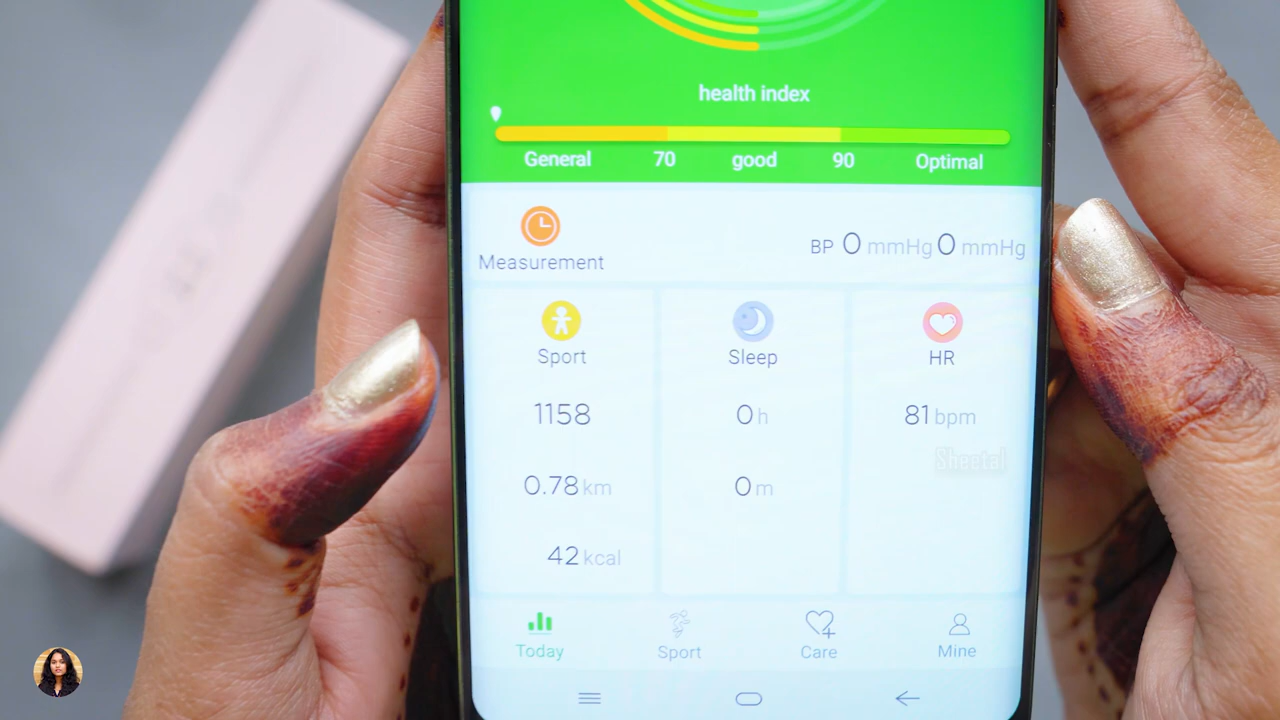 health index
General 70 good 90 Optimal
Measurement
BP 0 mmHg 0 mmHg
Sport Sleep HR
1158 0 h 81 bpm
Sheetal
0.78 km 0 m
42 kcal
Today Sport Care Mine